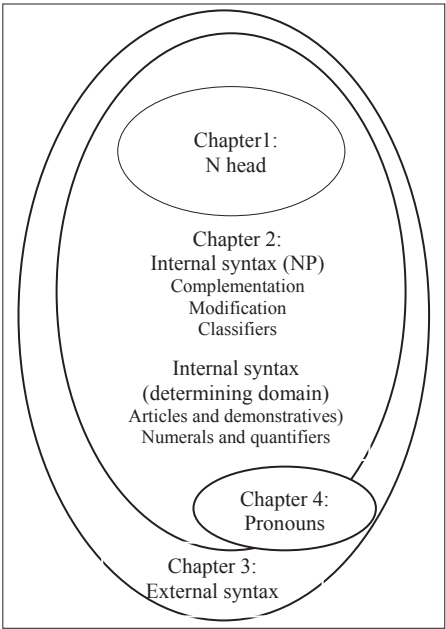 Chapter1:
N head
Chapter 2:
Internal syntax (NP)
Complementation
Modification
Classifiers
Internal syntax
(determining domain)
Articles and demonstratives)
Numerals and quantifiers
Chapter 4:
Pronouns
Chapter 3:
External syntax